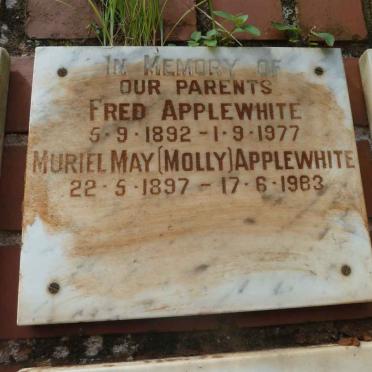 In Memory of
our parents
Fred Applewhite
5·9·1892-1·9·1977
Muriel May (Molly) Applewhite
22·5·1897 - 17·6·1983